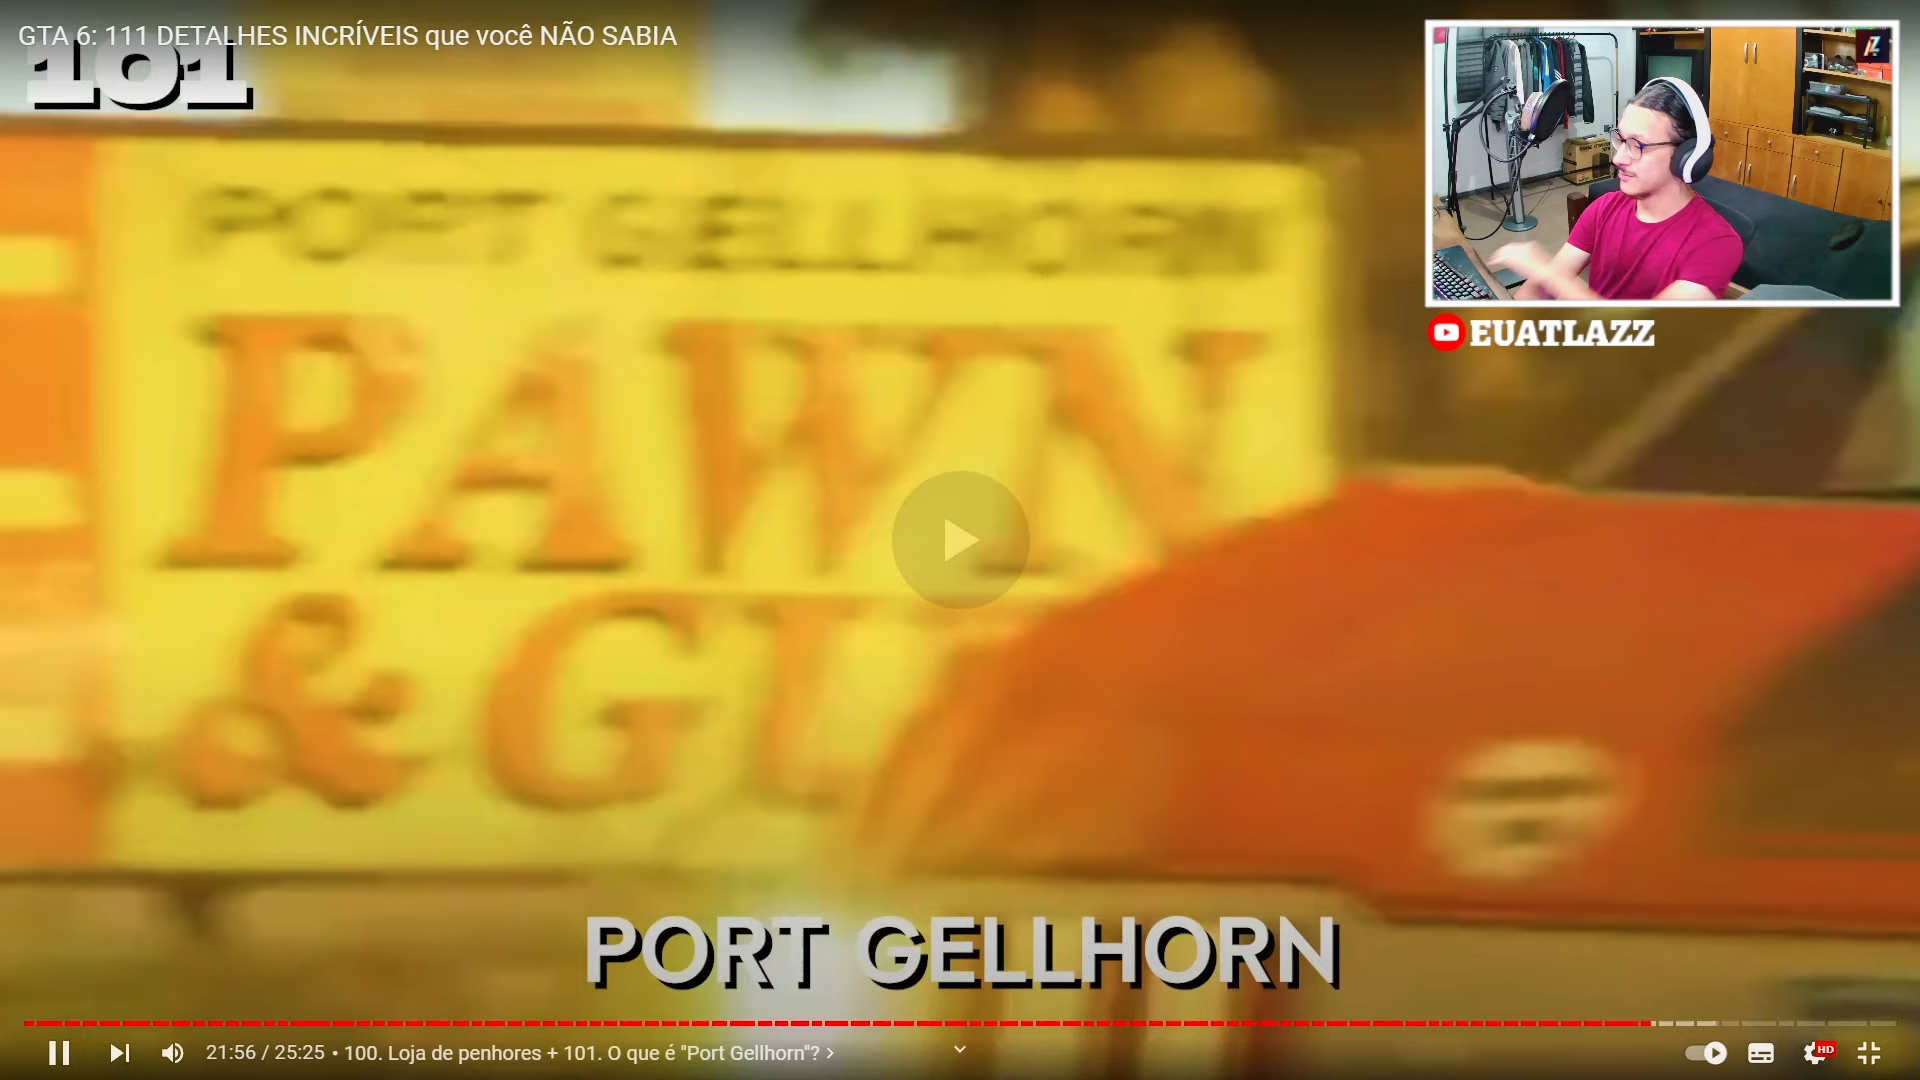 GTA 6: 111 DETALHES INCRÍVEIS que você NÃO SABIA
101
EUATLAZZ
PORT GELLHORN
PAWN
& GU
PORT GELLHORN
21:56 / 25:25 • 100. Loja de penhores + 101. O que é "Port Gellhorn"?
HD